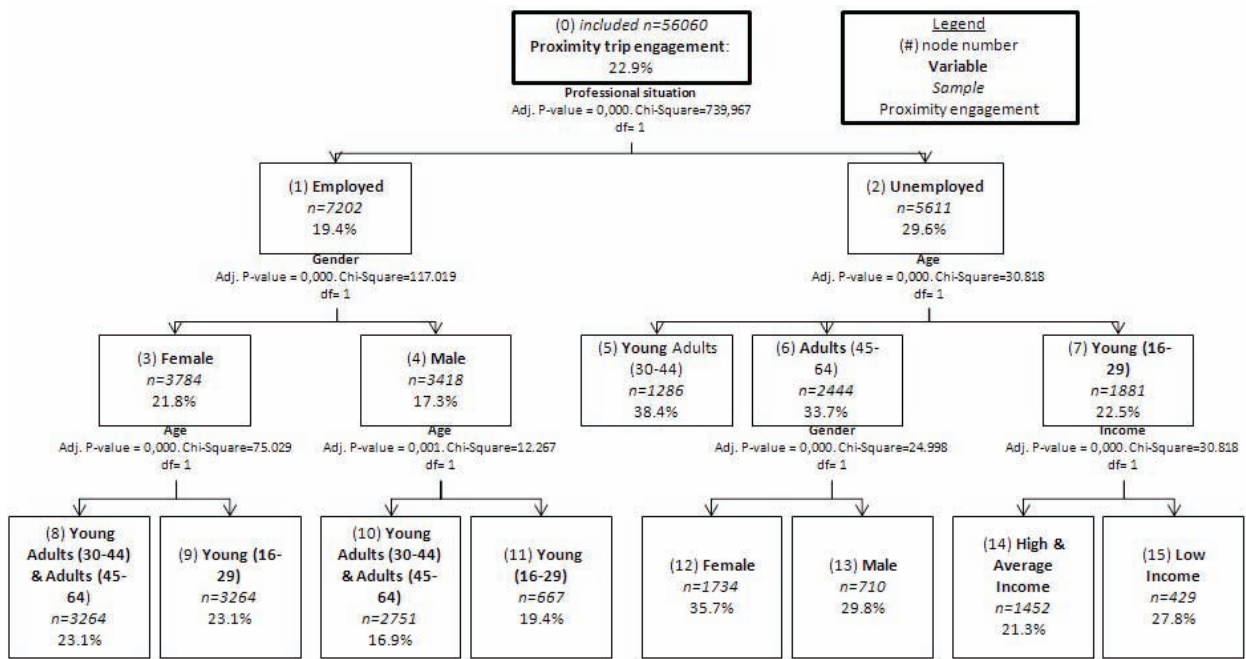 (0) included n=56060
Proximity trip engagement:
22.9%
Legend
(#) node number
Variable
Sample
Proximity engagement
Professional situation
Adj. P-value = 0,000. Chi-Square=739,967
df= 1
(1) Employed
n=7202
19.4%
(2) Unemployed
n=5611
29.6%
Gender
Adj. P-value = 0,000. Chi-Square=117.019
df= 1
Age
Adj. P-value = 0,000. Chi-Square=30.818
df= 1
(3) Female
n=3784
21.8%
(4) Male
n=3418
17.3%
(5) Young Adults
(30-44)
n=1286
38.4%
(6) Adults (45-
64)
n=2444
33.7%
(7) Young (16-
29)
n=1881
22.5%
Age
Adj. P-value = 0,000. Chi-Square=75.029
df= 1
Age
Adj. P-value = 0,001. Chi-Square=12.267
df= 1
Gender
Adj. P-value = 0,000. Chi-Square=24.998
df= 1
Income
Adj. P-value = 0,000. Chi-Square=30.818
df= 1
(8) Young
Adults (30-44)
& Adults (45-
64)
n=3264
23.1%
(9) Young (16-
29)
n=3264
23.1%
(10) Young
Adults (30-44)
& Adults (45-
64)
n=2751
16.9%
(11) Young
(16-29)
n=667
19.4%
(12) Female
n=1734
35.7%
(13) Male
n=710
29.8%
(14) High &
Average
Income
n=1452
21.3%
(15) Low
Income
n=429
27.8%